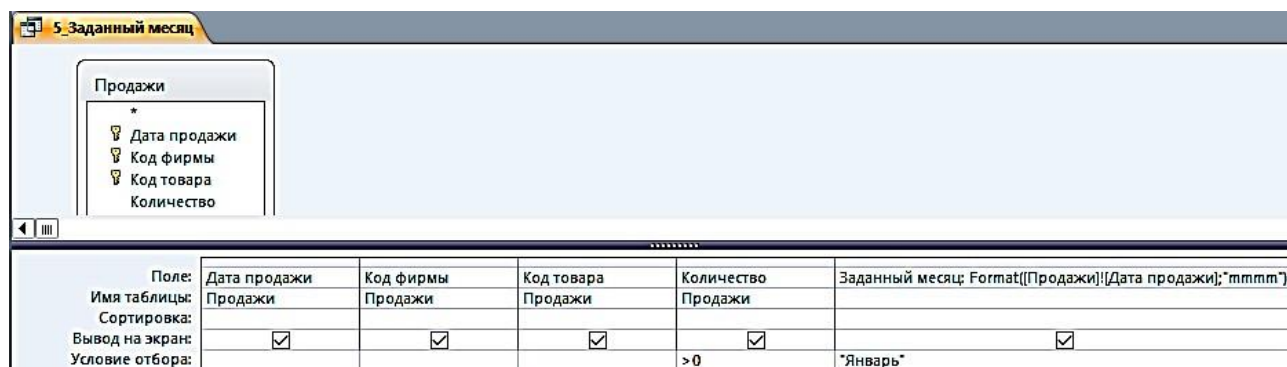 5_Заданный месяц
Продажи
*
Дата продажи
Код фирмы
Код товара
Количество
Поле: Дата продажи Код фирмы Код товара Количество Заданный месяц: Format([Продажи]![Дата продажи];"mmmm")
Имя таблицы: Продажи Продажи Продажи Продажи
Сортировка:
Вывод на экран:
Условие отбора: >0 "Январь"